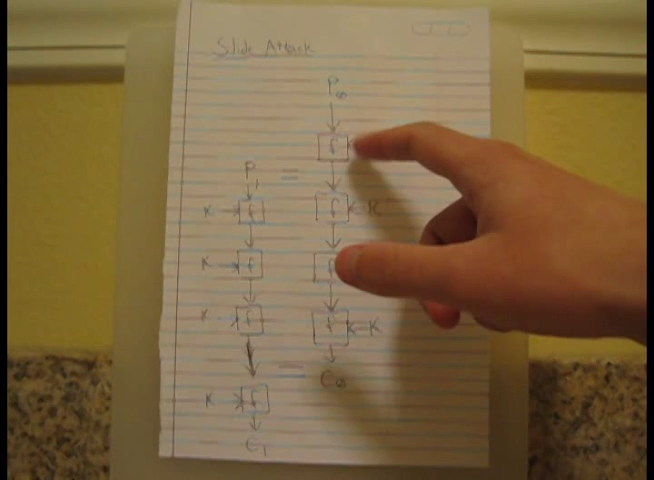 Slide Attack
P₀
f
P₁ =
K f f K
K f f
K f f K
= C₀
K f
C₁